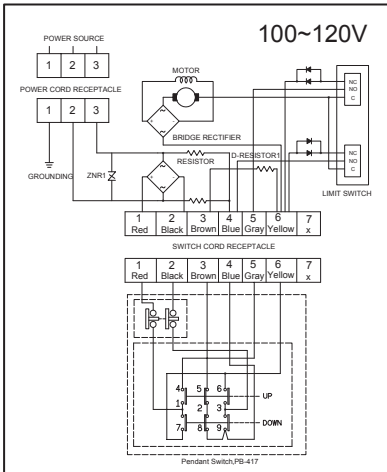 100~120V
POWER SOURCE
1 2 3
POWER CORD RECEPTACLE
1 2 3
MOTOR
BRIDGE RECTIFIER
NC
NO
C
NC
NO
C
LIMIT SWITCH
RESISTOR
D-RESISTOR1
GROUNDING
ZNR1
1 2 3 4 5 6 7
Red Black Brown Blue Gray Yellow x
SWITCH CORD RECEPTACLE
1 2 3 4 5 6 7
Red Black Brown Blue Gray Yellow x
4 5 6
UP
1 2 3
DOWN
7 8 9
Pendant Switch,PB-417